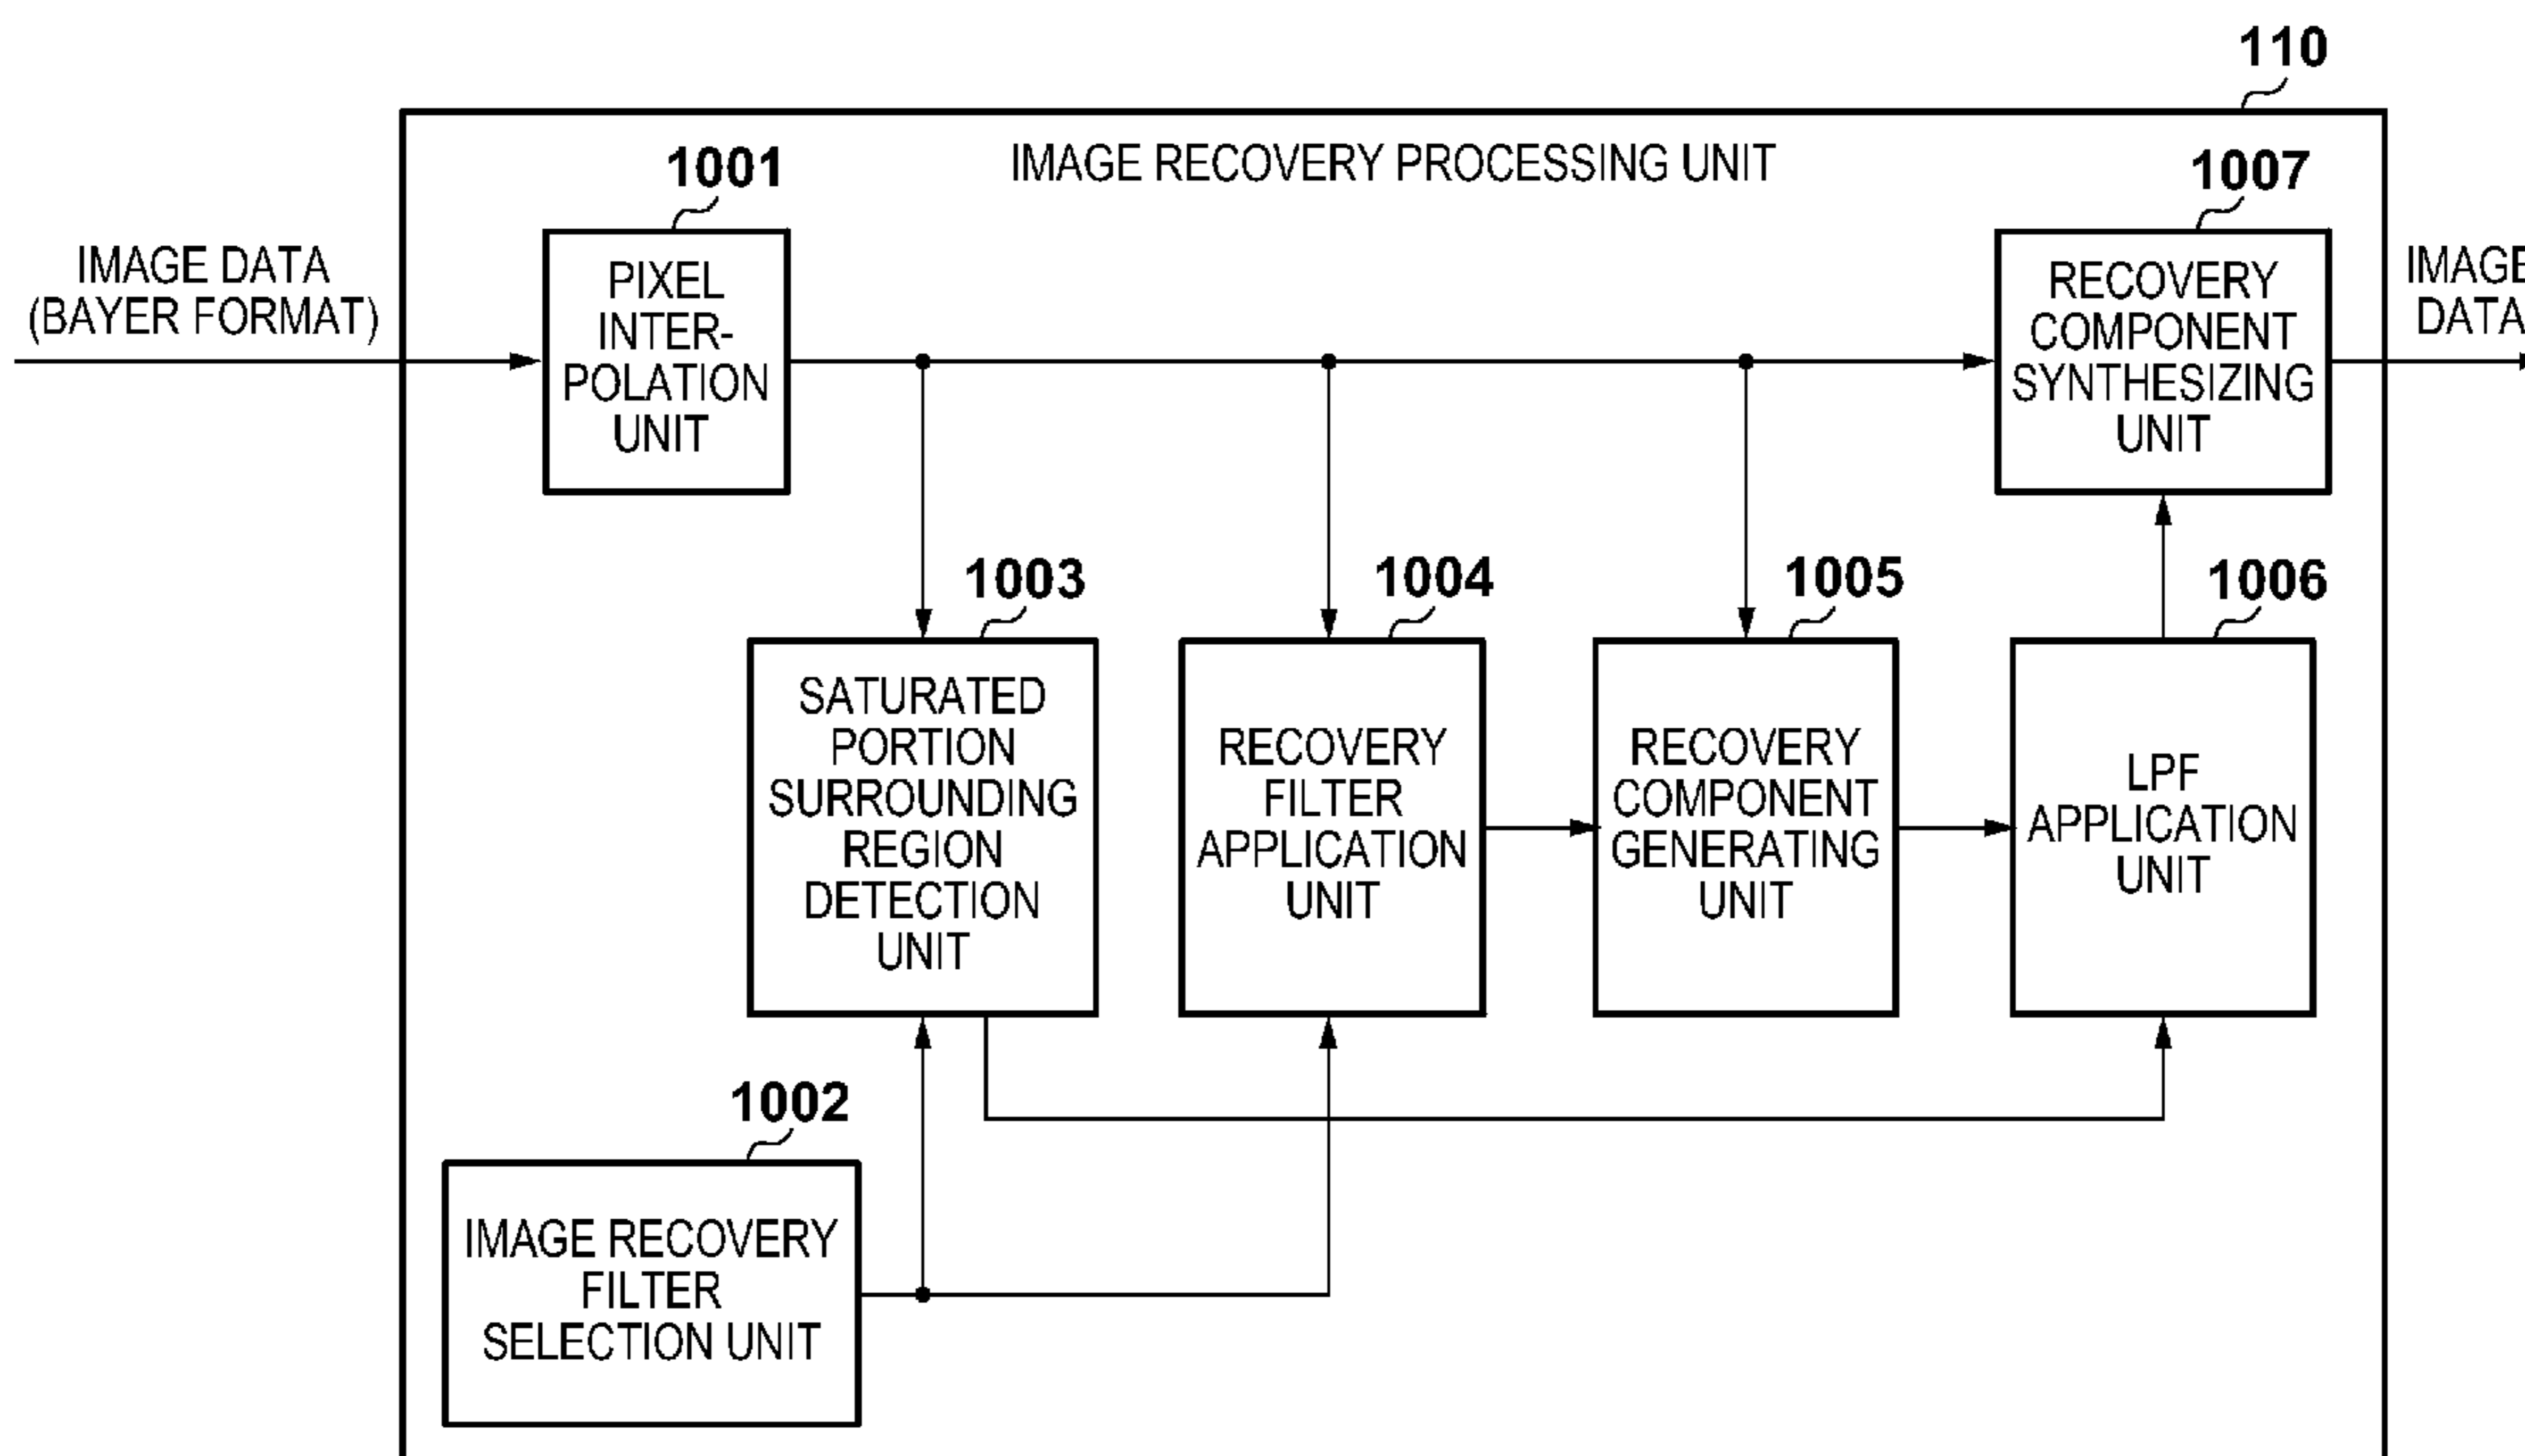 110
IMAGE RECOVERY PROCESSING UNIT
1001
1007
IMAGE DATA
(BAYER FORMAT)
PIXEL
INTER-
POLATION
UNIT
RECOVERY
COMPONENT
SYNTHESIZING
UNIT
IMAGE
DATA
1003
1004
1005
1006
SATURATED
PORTION
SURROUNDING
REGION
DETECTION
UNIT
RECOVERY
FILTER
APPLICATION
UNIT
RECOVERY
COMPONENT
GENERATING
UNIT
LPF
APPLICATION
UNIT
1002
IMAGE RECOVERY
FILTER
SELECTION UNIT